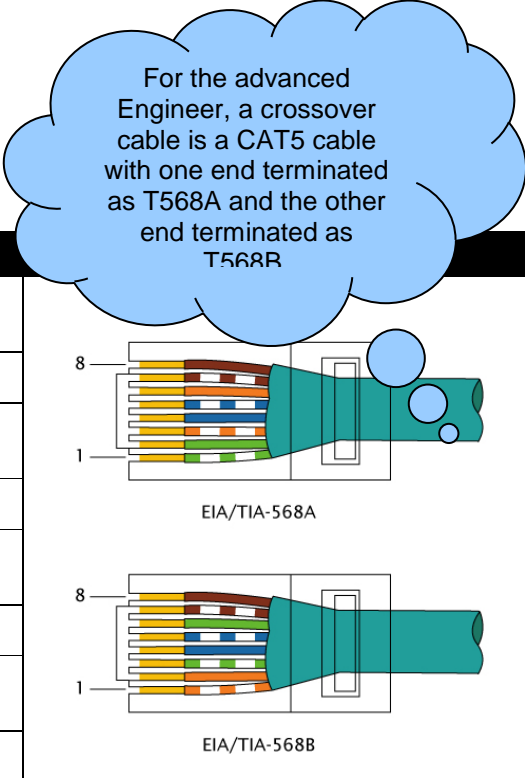 For the advanced
Engineer, a crossover
cable is a CAT5 cable
with one end terminated
as T568A and the other
end terminated as
T568B
8
1
EIA/TIA-568A
8
1
EIA/TIA-568B